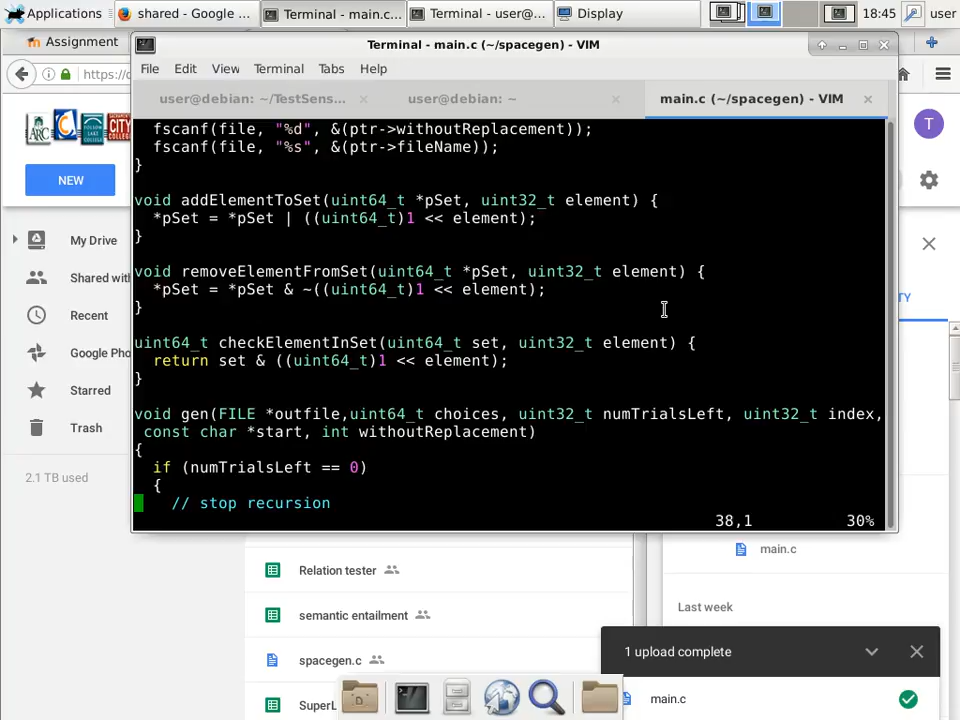 Applications
shared - Google ...
Terminal - main.c...
Terminal - user@...
Display
18:45
user
Assignment
https://
Terminal - main.c (~/spacegen) - VIM
File Edit View Terminal Tabs Help
user@debian: ~/TestSens...
user@debian: ~
main.c (~/spacegen) - VIM
fscanf(file, "%d", &(ptr->withoutReplacement));
fscanf(file, "%s", &(ptr->fileName));
}
void addElementToSet(uint64_t *pSet, uint32_t element) {
*pSet = *pSet | ((uint64_t)1 << element);
}
void removeElementFromSet(uint64_t *pSet, uint32_t element) {
*pSet = *pSet & ~((uint64_t)1 << element);
}
uint64_t checkElementInSet(uint64_t set, uint32_t element) {
return set & ((uint64_t)1 << element);
}
void gen(FILE *outfile,uint64_t choices, uint32_t numTrialsLeft, uint32_t index,
const char *start, int withoutReplacement)
{
if (numTrialsLeft == 0)
{
// stop recursion
38,1 30%
ARC
T
NEW
My Drive
Shared with
Recent
Google Pho
Starred
Trash
2.1 TB used
TY
main.c
Last week
Relation tester
semantic entailment
spacegen.c
SuperL
1 upload complete
main.c